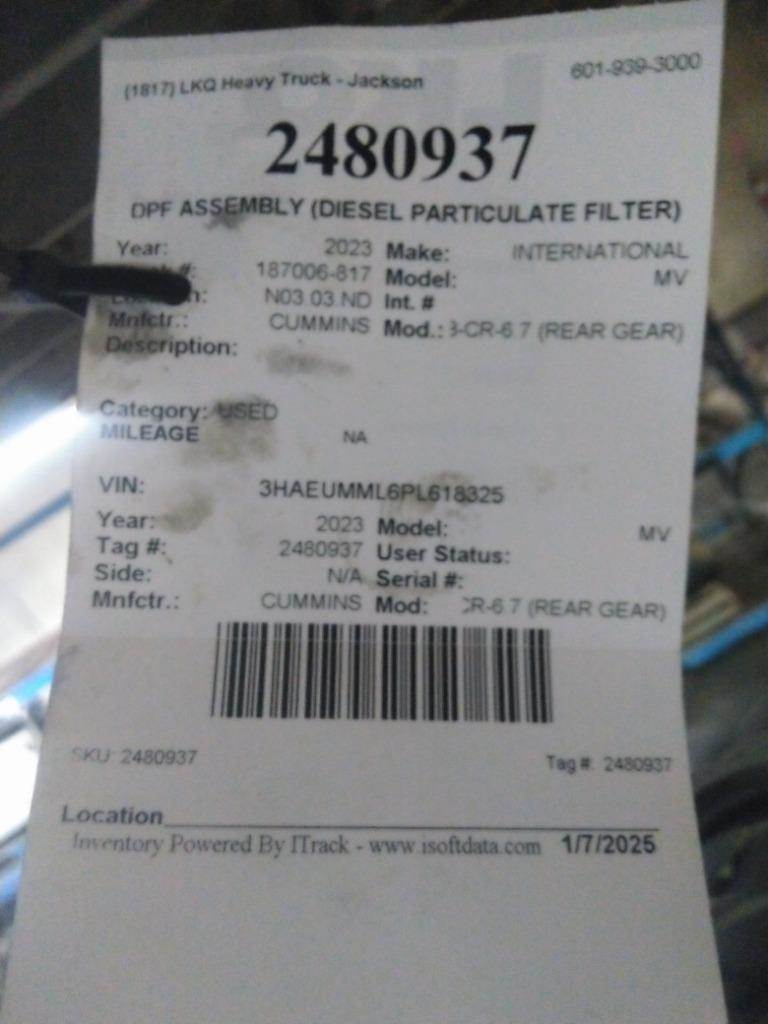 (1817) LKQ Heavy Truck - Jackson 601-939-3000
2480937
DPF ASSEMBLY (DIESEL PARTICULATE FILTER)
Year: 2023 Make: INTERNATIONAL
#: 187006-817 Model: MV
N03.03.ND Int. #
Mnfctr.: CUMMINS Mod.: 3-CR-6.7 (REAR GEAR)
Description:
Category: USED
MILEAGE NA
VIN: 3HAEUMML6PL618325
Year: 2023 Model: MV
Tag #: 2480937 User Status:
Side: N/A Serial #:
Mnfctr.: CUMMINS Mod: CR-6.7 (REAR GEAR)
SKU: 2480937 Tag #: 2480937
Location
Inventory Powered By ITrack - www.isoftdata.com 1/7/2025